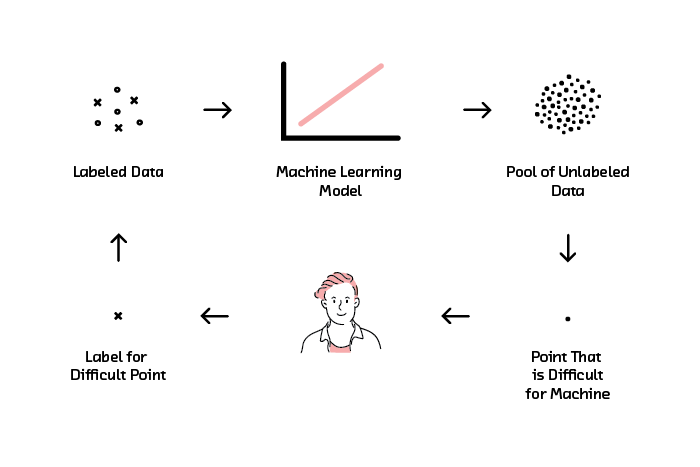 Labeled Data
Machine Learning
Model
Pool of Unlabeled
Data
Label for
Difficult Point
Point That
is Difficult
for Machine